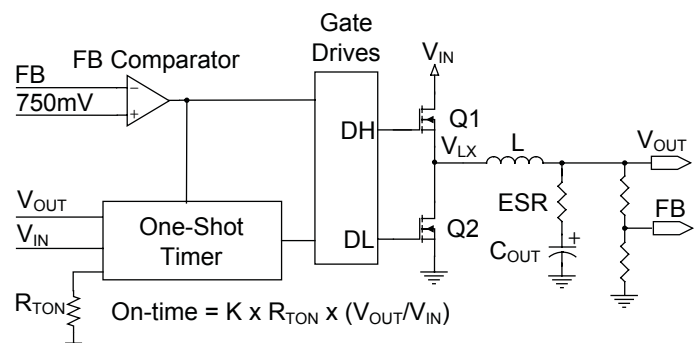 Gate
Drives
FB Comparator
V_IN
FB
−
750mV
+
DH
Q1
V_LX
L
V_OUT
V_OUT
One-Shot
Timer
V_IN
DL
Q2
ESR
FB
C_OUT
+
R_TON
On-time = K x R_TON x (V_OUT/V_IN)